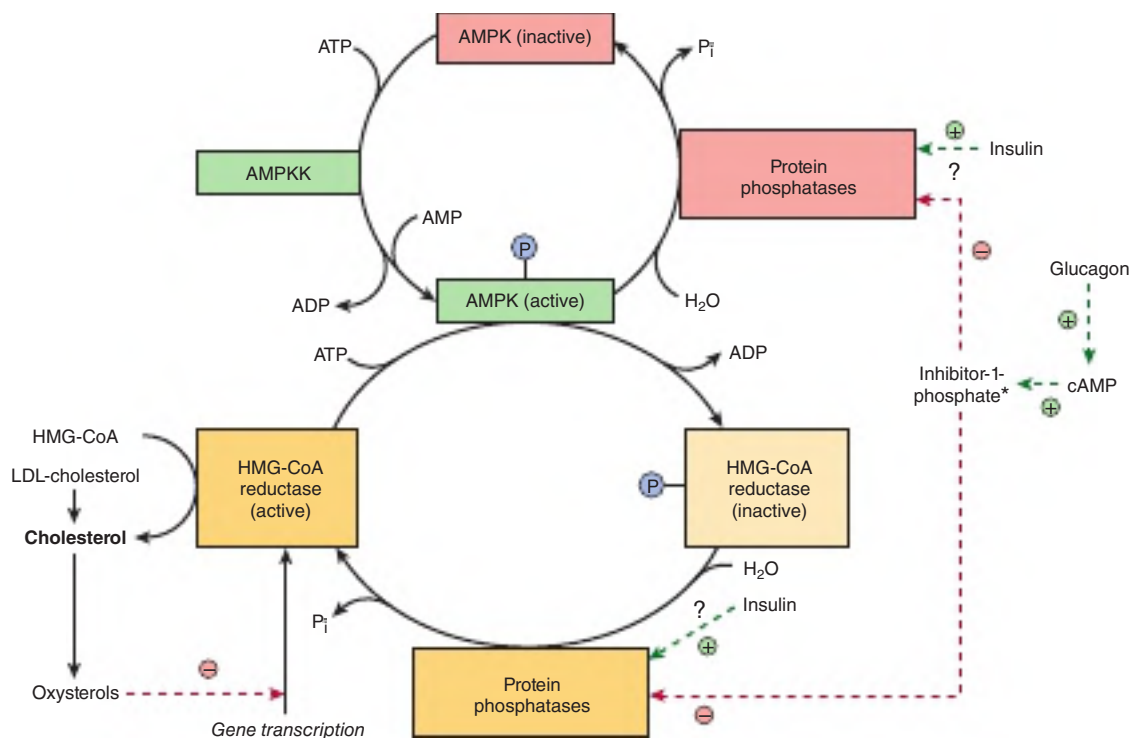 AMPK (inactive)
ATP
Pi
AMPKK
Protein
phosphatases
+
Insulin
?
AMP
−
P
Glucagon
ADP
AMPK (active)
H2O
+
ATP
ADP
Inhibitor-1-
phosphate*
cAMP
+
HMG-CoA
LDL-cholesterol
Cholesterol
HMG-CoA
reductase
(active)
P
HMG-CoA
reductase
(inactive)
H2O
Pi
?
Insulin
+
−
Oxysterols
Protein
phosphatases
−
Gene transcription